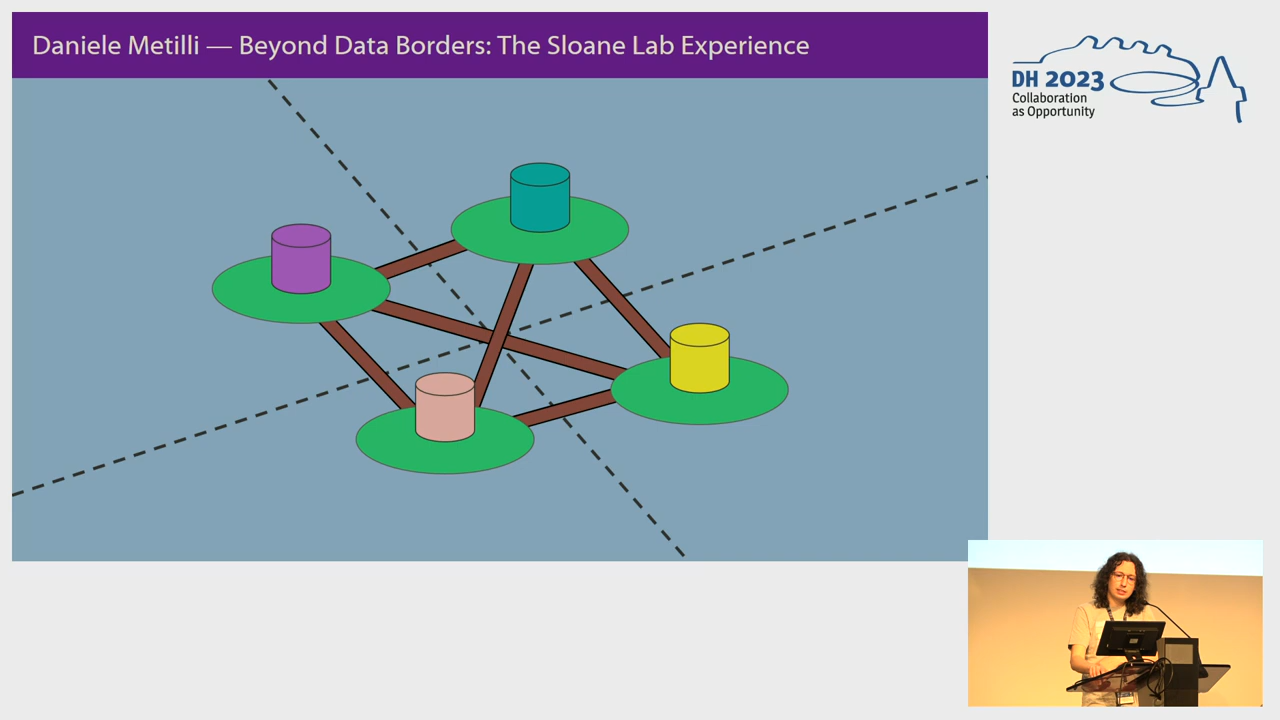 Daniele Metilli — Beyond Data Borders: The Sloane Lab Experience
DH 2023
Collaboration
as Opportunity